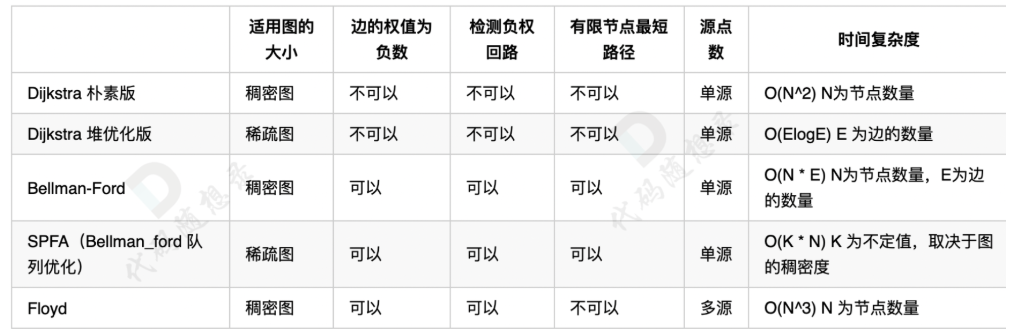 适用图的大小 边的权值为负数 检测负权回路 有限节点最短路径 源点数 时间复杂度
Dijkstra 朴素版 稠密图 不可以 不可以 不可以 单源 O(N^2) N为节点数量
Dijkstra 堆优化版 稀疏图 不可以 不可以 不可以 单源 O(ElogE) E 为边的数量
Bellman-Ford 稠密图 可以 可以 可以 单源 O(N * E) N为节点数量，E为边的数量
SPFA（Bellman_ford 队列优化） 稀疏图 可以 可以 可以 单源 O(K * N) K 为不定值，取决于图的稠密度
Floyd 稠密图 可以 可以 不可以 多源 O(N^3) N 为节点数量
代码随想录
代码随想录